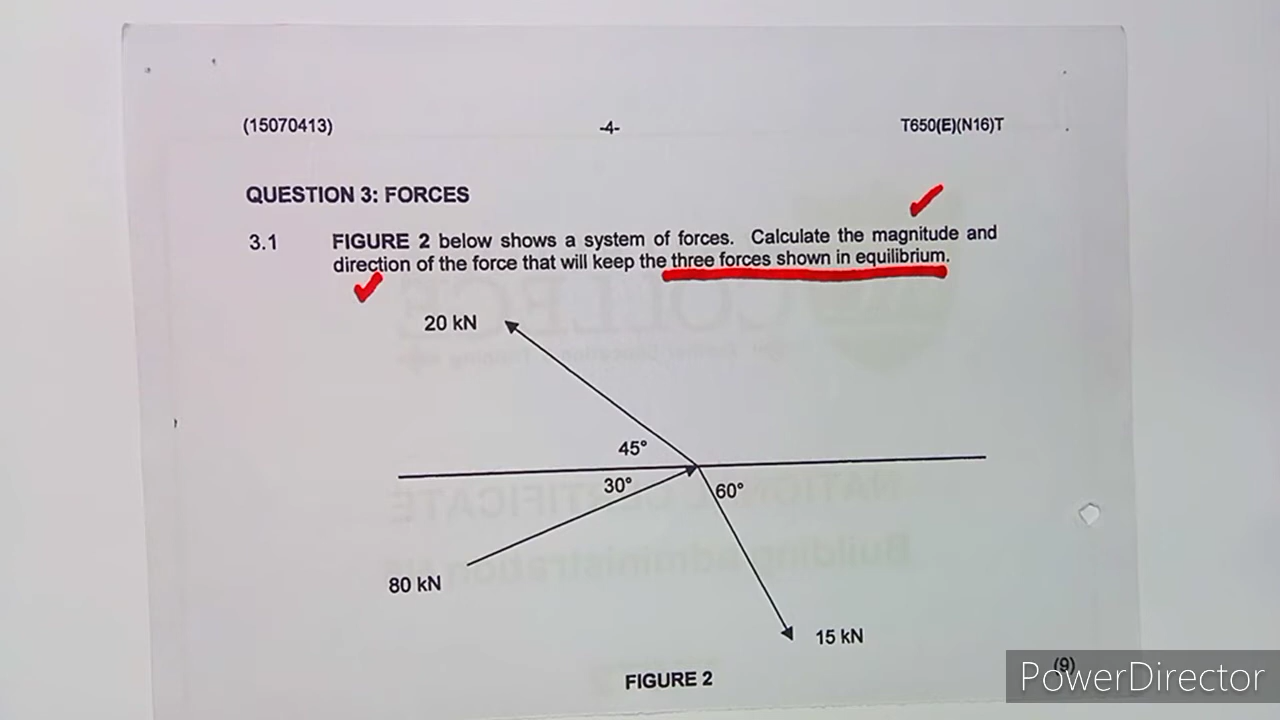 (15070413) -4- T650(E)(N16)T
QUESTION 3: FORCES
3.1 FIGURE 2 below shows a system of forces. Calculate the magnitude and
direction of the force that will keep the three forces shown in equilibrium.
20 kN
45°
30° 60°
80 kN
15 kN
(9)
FIGURE 2
PowerDirector